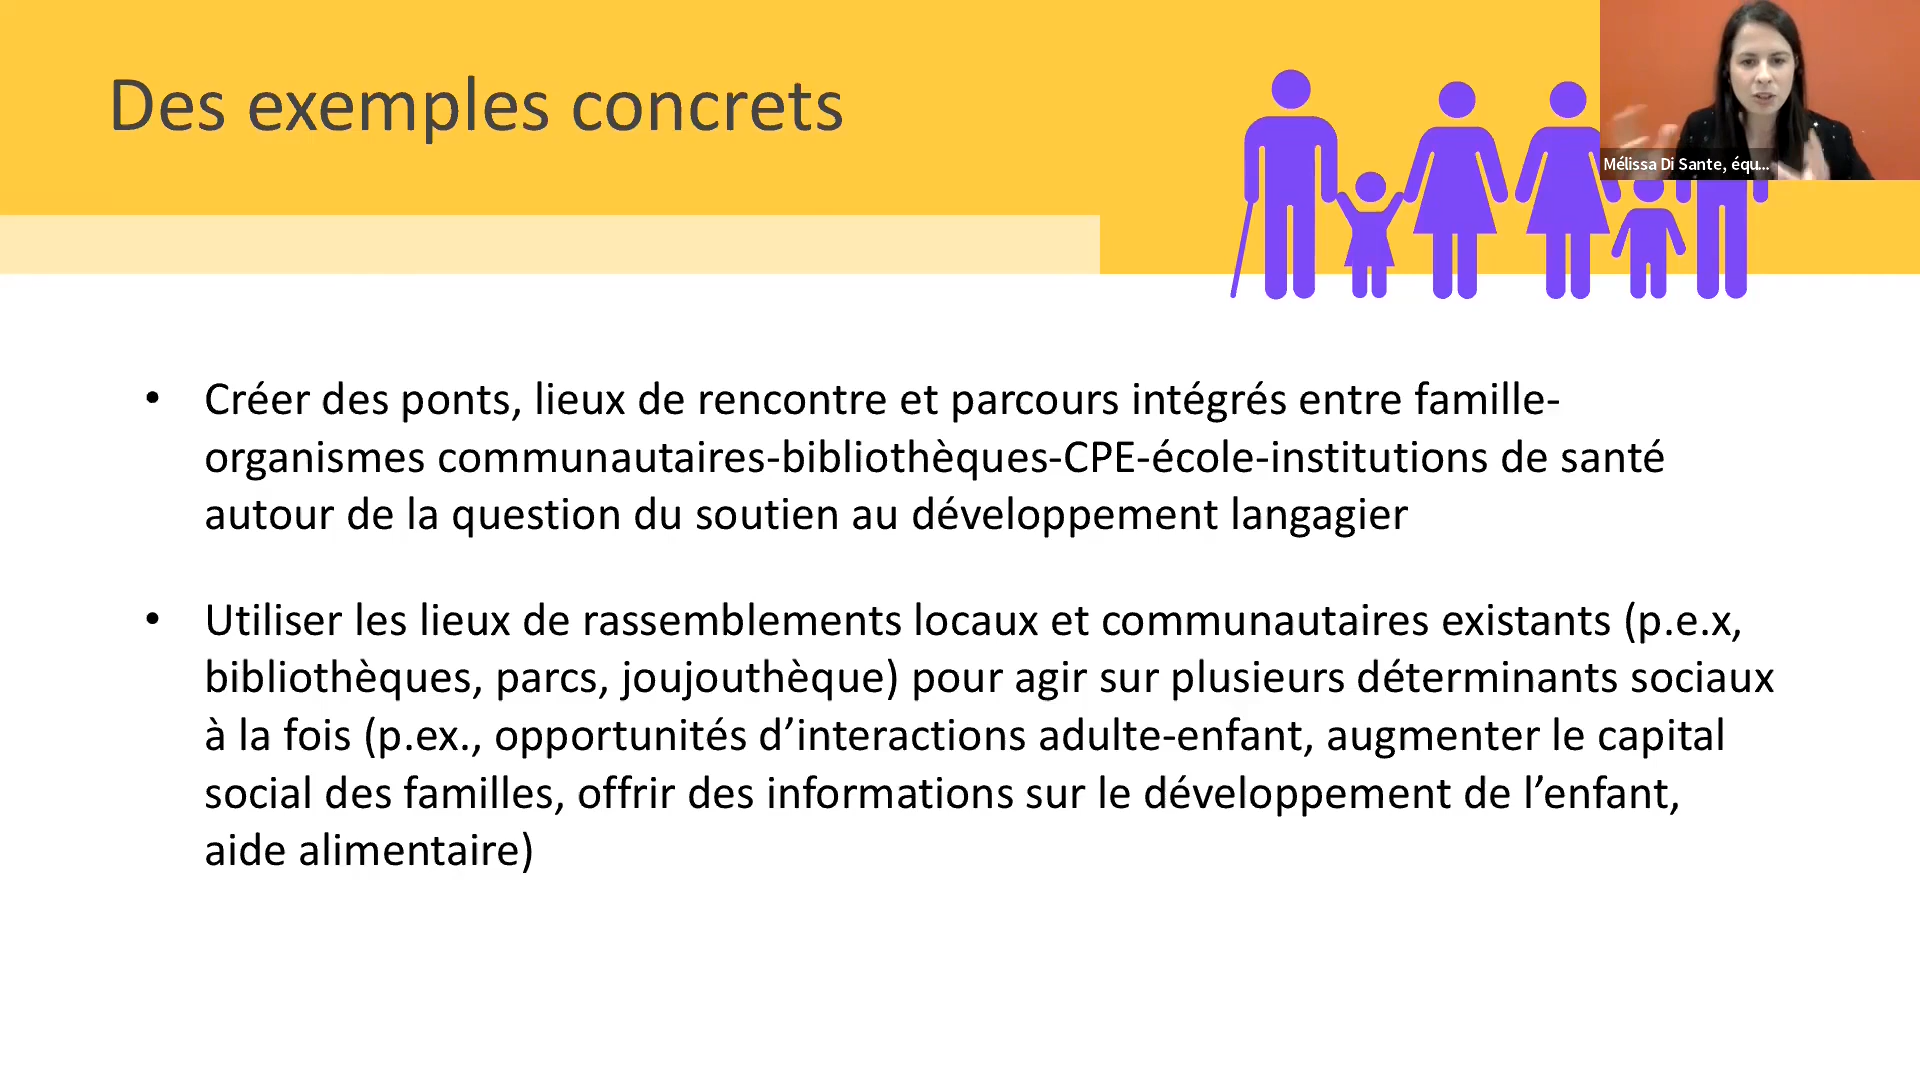 Des exemples concrets
Mélissa Di Sante, équ...
• Créer des ponts, lieux de rencontre et parcours intégrés entre famille-
organismes communautaires-bibliothèques-CPE-école-institutions de santé
autour de la question du soutien au développement langagier
• Utiliser les lieux de rassemblements locaux et communautaires existants (p.e.x,
bibliothèques, parcs, joujouthèque) pour agir sur plusieurs déterminants sociaux
à la fois (p.ex., opportunités d’interactions adulte-enfant, augmenter le capital
social des familles, offrir des informations sur le développement de l’enfant,
aide alimentaire)